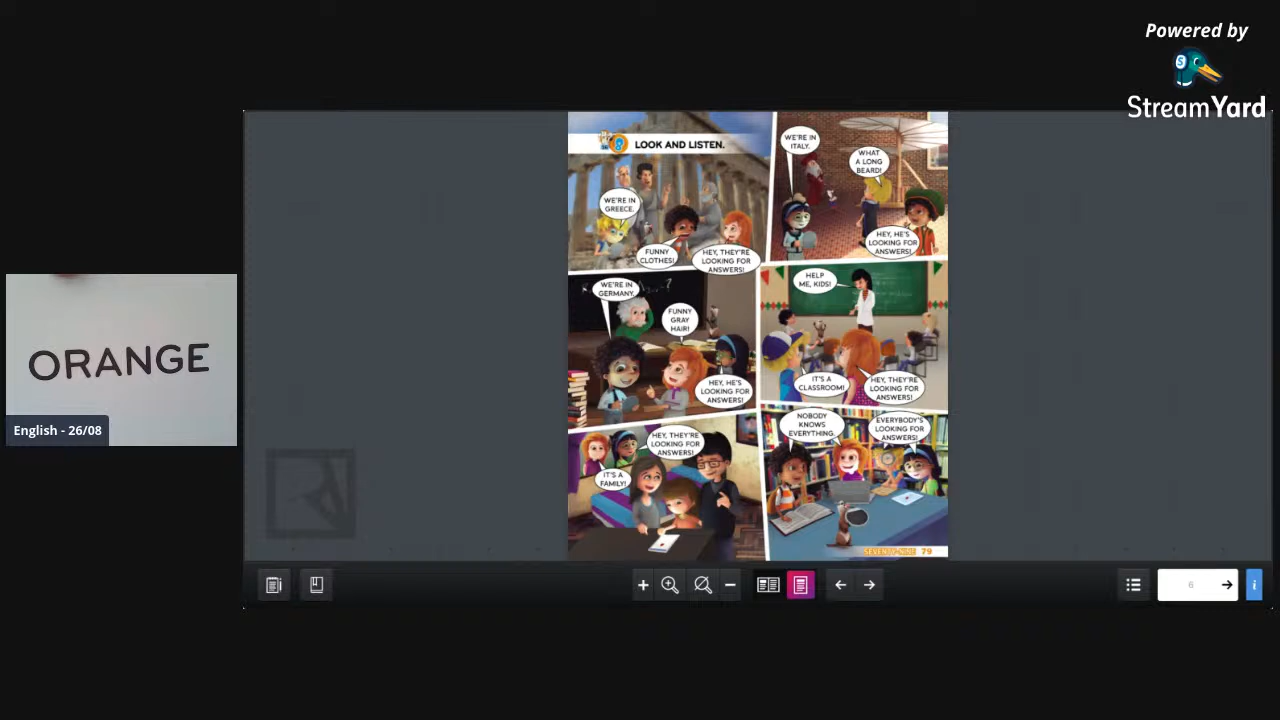 Powered by
StreamYard
LOOK AND LISTEN.
WE'RE IN
GREECE.
FUNNY
CLOTHES!
HEY, THEY'RE
LOOKING FOR
ANSWERS!
WE'RE IN
ITALY.
WHAT
A LONG
BEARD!
HEY, HE'S
LOOKING FOR
ANSWERS!
WE'RE IN
GERMANY.
FUNNY
GRAY
HAIR!
HEY, HE'S
LOOKING FOR
ANSWERS!
HELP
ME, KIDS!
IT'S A
CLASSROOM!
HEY, THEY'RE
LOOKING FOR
ANSWERS!
IT'S A
FAMILY!
HEY, THEY'RE
LOOKING FOR
ANSWERS!
NOBODY
KNOWS
EVERYTHING.
EVERYBODY'S
LOOKING FOR
ANSWERS!
SEVENTY-NINE 79
ORANGE
English - 26/08
6